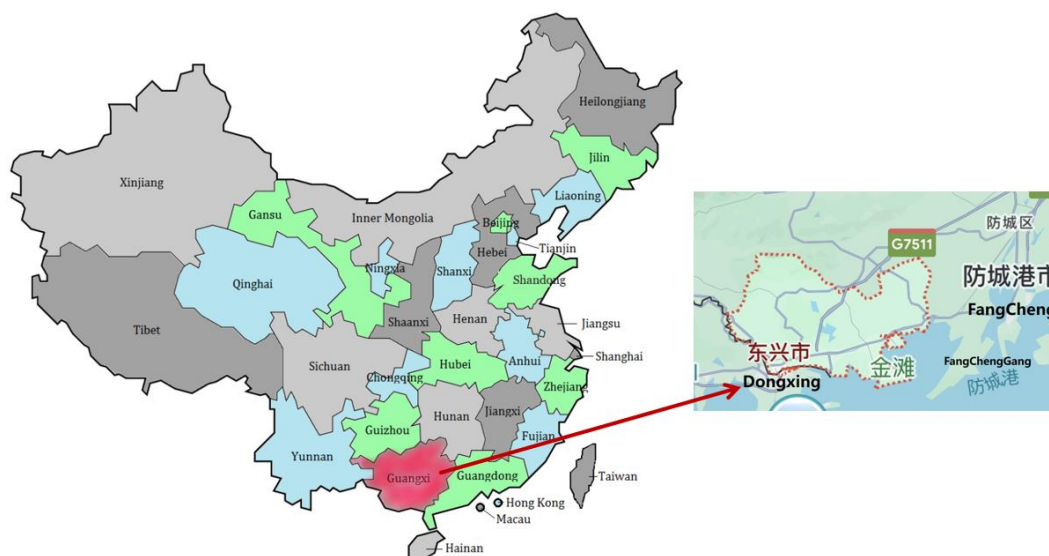 Heilongjiang
Jilin
Xinjiang
Liaoning
Inner Mongolia
Gansu
Beijing
Tianjin
Hebei
Ningxia
Shanxi
Qinghai
Shandong
Tibet
Shaanxi
Henan
Jiangsu
Shanghai
Sichuan
Hubei
Anhui
Chongqing
Zhejiang
Hunan
Jiangxi
Guizhou
Fujian
Yunnan
Guangxi
Guangdong
Taiwan
Hong Kong
Macau
Hainan
防城区
G7511
防城港市
FangCheng
东兴市
金滩
FangChengGang
防城港
Dongxing